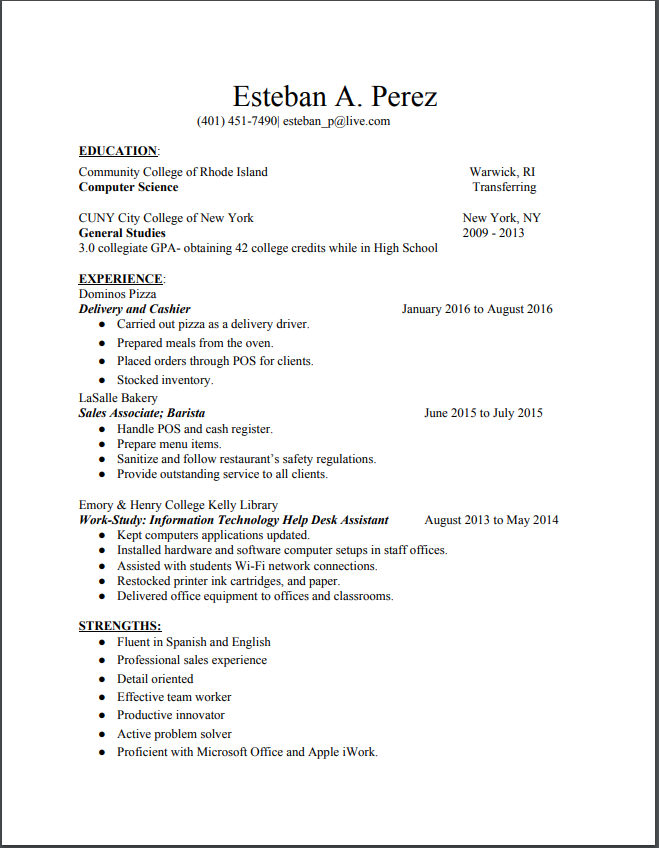 Esteban A. Perez
(401) 451-7490| esteban_p@live.com
EDUCATION:
Community College of Rhode Island Warwick, RI
Computer Science Transferring
CUNY City College of New York New York, NY
General Studies 2009 - 2013
3.0 collegiate GPA- obtaining 42 college credits while in High School
EXPERIENCE:
Dominos Pizza
Delivery and Cashier January 2016 to August 2016
● Carried out pizza as a delivery driver.
● Prepared meals from the oven.
● Placed orders through POS for clients.
● Stocked inventory.
LaSalle Bakery
Sales Associate; Barista June 2015 to July 2015
● Handle POS and cash register.
● Prepare menu items.
● Sanitize and follow restaurant’s safety regulations.
● Provide outstanding service to all clients.
Emory & Henry College Kelly Library
Work-Study: Information Technology Help Desk Assistant August 2013 to May 2014
● Kept computers applications updated.
● Installed hardware and software computer setups in staff offices.
● Assisted with students Wi-Fi network connections.
● Restocked printer ink cartridges, and paper.
● Delivered office equipment to offices and classrooms.
STRENGTHS:
● Fluent in Spanish and English
● Professional sales experience
● Detail oriented
● Effective team worker
● Productive innovator
● Active problem solver
● Proficient with Microsoft Office and Apple iWork.